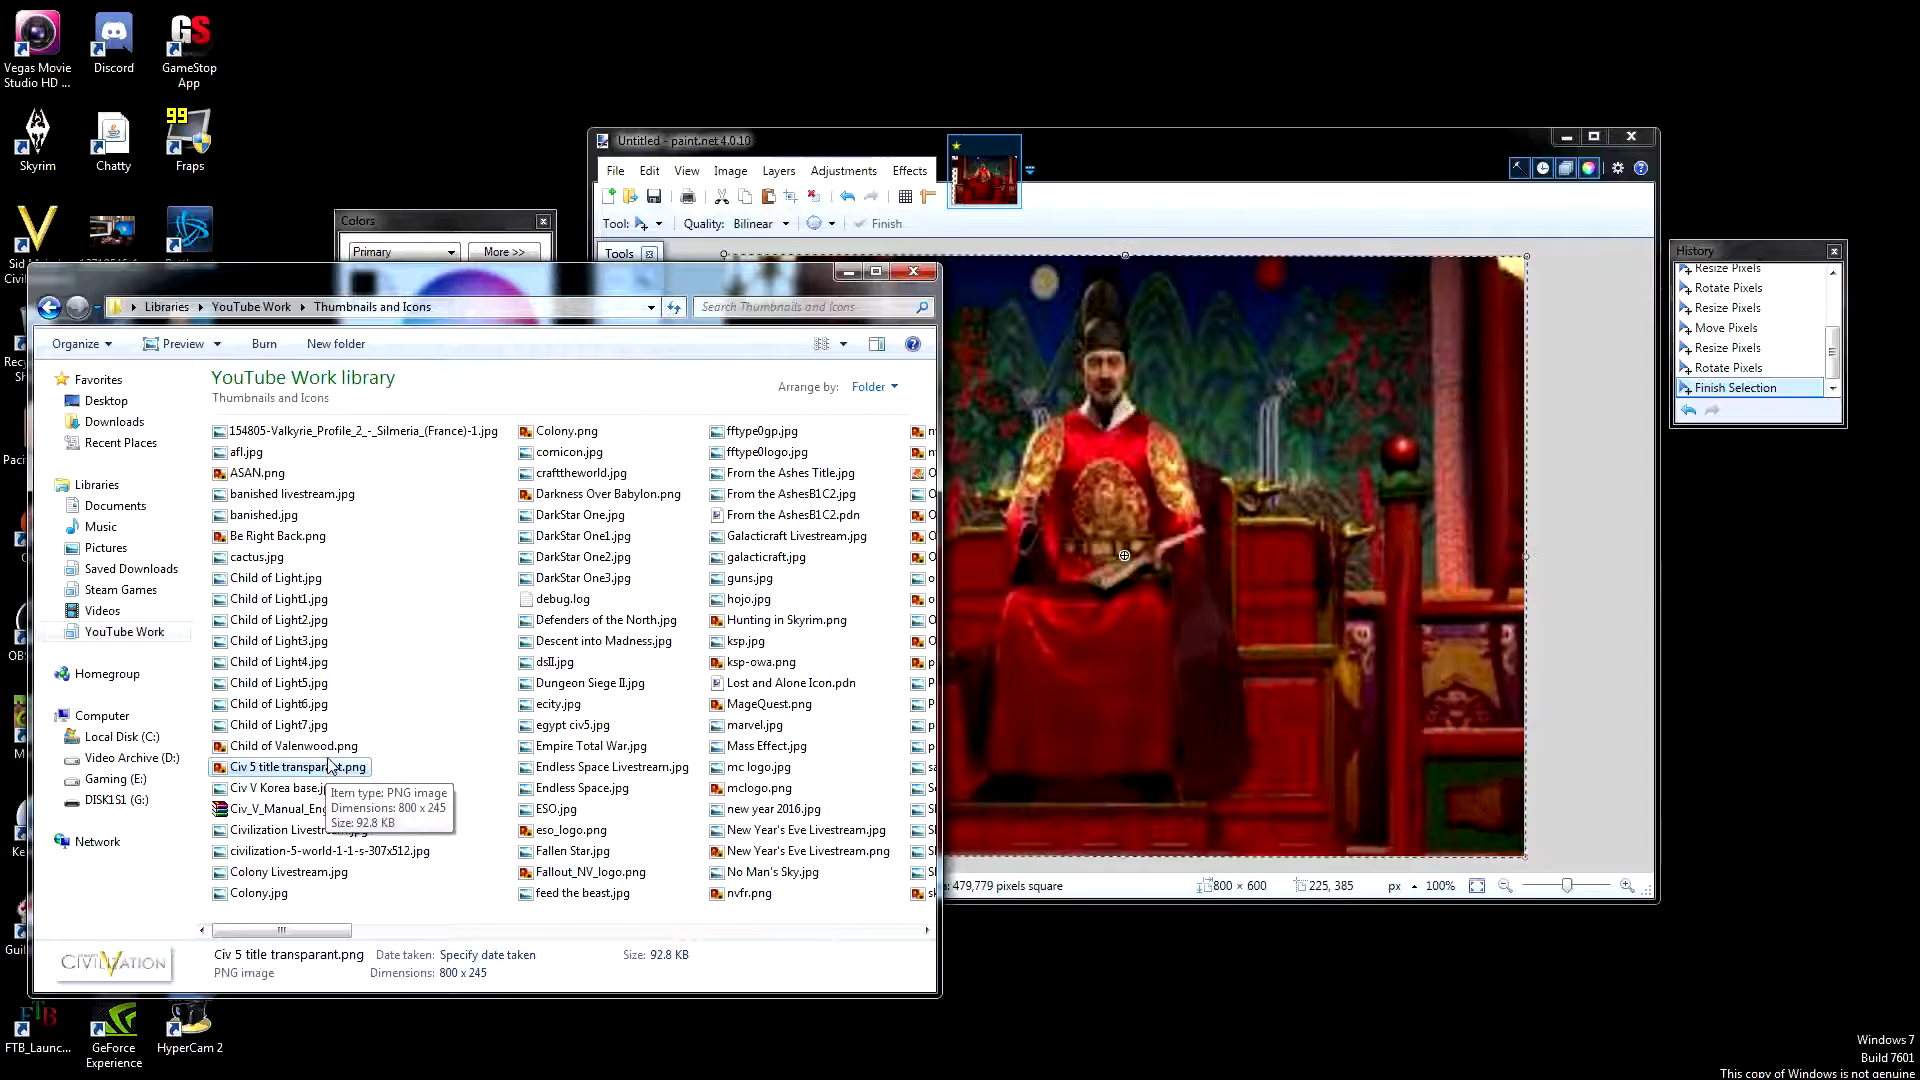 Vegas Movie
Studio HD ...
Discord
GS
GameStop
App
Skyrim
Chatty
99
Fraps
Sid
Civil
Untitled - paint.net 4.0.10
File Edit View Image Layers Adjustments Effects
Tool: Quality: Bilinear Finish
Tools
Colors
Primary
More >>
History
Resize Pixels
Rotate Pixels
Resize Pixels
Move Pixels
Resize Pixels
Rotate Pixels
Finish Selection
Libraries YouTube Work Thumbnails and Icons
Search Thumbnails and Icons
Organize Preview Burn New folder
YouTube Work library
Thumbnails and Icons
Arrange by: Folder
Favorites
Desktop
Downloads
Recent Places
Libraries
Documents
Music
Pictures
Saved Downloads
Steam Games
Videos
YouTube Work
Homegroup
Computer
Local Disk (C:)
Video Archive (D:)
Gaming (E:)
DISK1S1 (G:)
Network
154805-Valkyrie_Profile_2_-_Silmeria_(France)-1.jpg
afl.jpg
ASAN.png
banished livestream.jpg
banished.jpg
Be Right Back.png
cactus.jpg
Child of Light.jpg
Child of Light1.jpg
Child of Light2.jpg
Child of Light3.jpg
Child of Light4.jpg
Child of Light5.jpg
Child of Light6.jpg
Child of Light7.jpg
Child of Valenwood.png
Civ 5 title transparant.png
Civ V Korea base.j
Civ_V_Manual_En
Civilization Livestream.jpg
civilization-5-world-1-1-s-307x512.jpg
Colony Livestream.jpg
Colony.jpg
Item type: PNG image
Dimensions: 800 x 245
Size: 92.8 KB
Colony.png
comicon.jpg
crafttheworld.jpg
Darkness Over Babylon.png
DarkStar One.jpg
DarkStar One1.jpg
DarkStar One2.jpg
DarkStar One3.jpg
debug.log
Defenders of the North.jpg
Descent into Madness.jpg
dsII.jpg
Dungeon Siege II.jpg
ecity.jpg
egypt civ5.jpg
Empire Total War.jpg
Endless Space Livestream.jpg
Endless Space.jpg
ESO.jpg
eso_logo.png
Fallen Star.jpg
Fallout_NV_logo.png
feed the beast.jpg
fftype0gp.jpg
fftype0logo.jpg
From the Ashes Title.jpg
From the AshesB1C2.jpg
From the AshesB1C2.pdn
Galacticraft Livestream.jpg
galacticraft.jpg
guns.jpg
hojo.jpg
Hunting in Skyrim.png
ksp.jpg
ksp-owa.png
Lost and Alone Icon.pdn
MageQuest.png
marvel.jpg
Mass Effect.jpg
mc logo.jpg
mclogo.jpg
new year 2016.jpg
New Year's Eve Livestream.jpg
New Year's Eve Livestream.png
No Man's Sky.jpg
nvfr.png
CIVILIZATION V
Civ 5 title transparant.png Date taken: Specify date taken Size: 92.8 KB
PNG image Dimensions: 800 x 245
a: 479,779 pixels square 800 × 600 225, 385 px 100%
FTB
FTB_Launc...
GeForce
Experience
HyperCam 2
Windows 7
Build 7601
This copy of Windows is not genuine